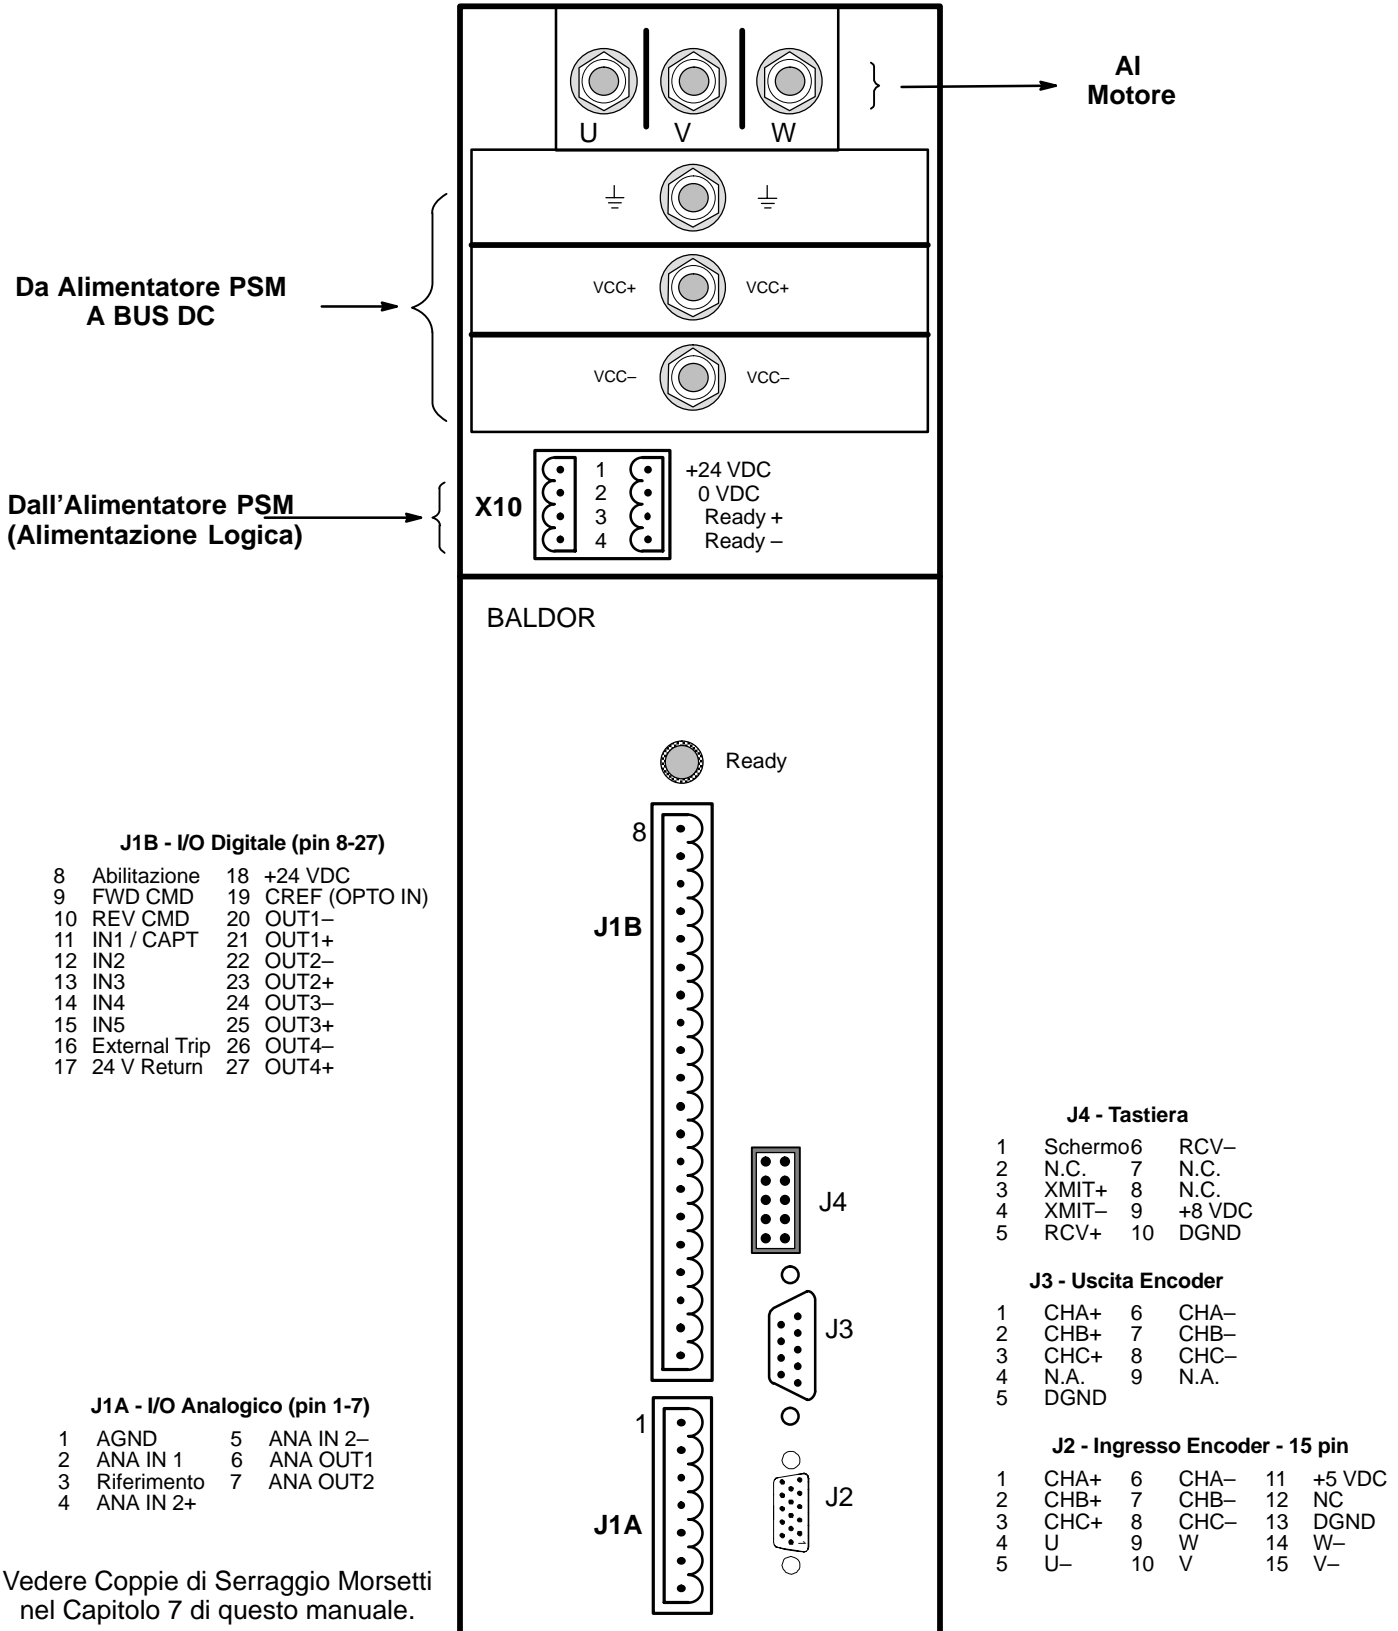 U V W
Al
Motore
VCC+ VCC+
VCC– VCC–
Da Alimentatore PSM
A BUS DC
Dall'Alimentatore PSM
(Alimentazione Logica)
X10
1 +24 VDC
2 0 VDC
3 Ready +
4 Ready –
BALDOR
Ready
8
J1B
J1B - I/O Digitale (pin 8-27)
8 Abilitazione 18 +24 VDC
9 FWD CMD 19 CREF (OPTO IN)
10 REV CMD 20 OUT1–
11 IN1 / CAPT 21 OUT1+
12 IN2 22 OUT2–
13 IN3 23 OUT2+
14 IN4 24 OUT3–
15 IN5 25 OUT3+
16 External Trip 26 OUT4–
17 24 V Return 27 OUT4+
J4
J4 - Tastiera
1 Schermo 6 RCV–
2 N.C. 7 N.C.
3 XMIT+ 8 N.C.
4 XMIT– 9 +8 VDC
5 RCV+ 10 DGND
J3
J3 - Uscita Encoder
1 CHA+ 6 CHA–
2 CHB+ 7 CHB–
3 CHC+ 8 CHC–
4 N.A. 9 N.A.
5 DGND
1
J1A
J1A - I/O Analogico (pin 1-7)
1 AGND 5 ANA IN 2–
2 ANA IN 1 6 ANA OUT1
3 Riferimento 7 ANA OUT2
4 ANA IN 2+
J2
1
J2 - Ingresso Encoder - 15 pin
1 CHA+ 6 CHA– 11 +5 VDC
2 CHB+ 7 CHB– 12 NC
3 CHC+ 8 CHC– 13 DGND
4 U 9 W 14 W–
5 U– 10 V 15 V–
Vedere Coppie di Serraggio Morsetti
nel Capitolo 7 di questo manuale.